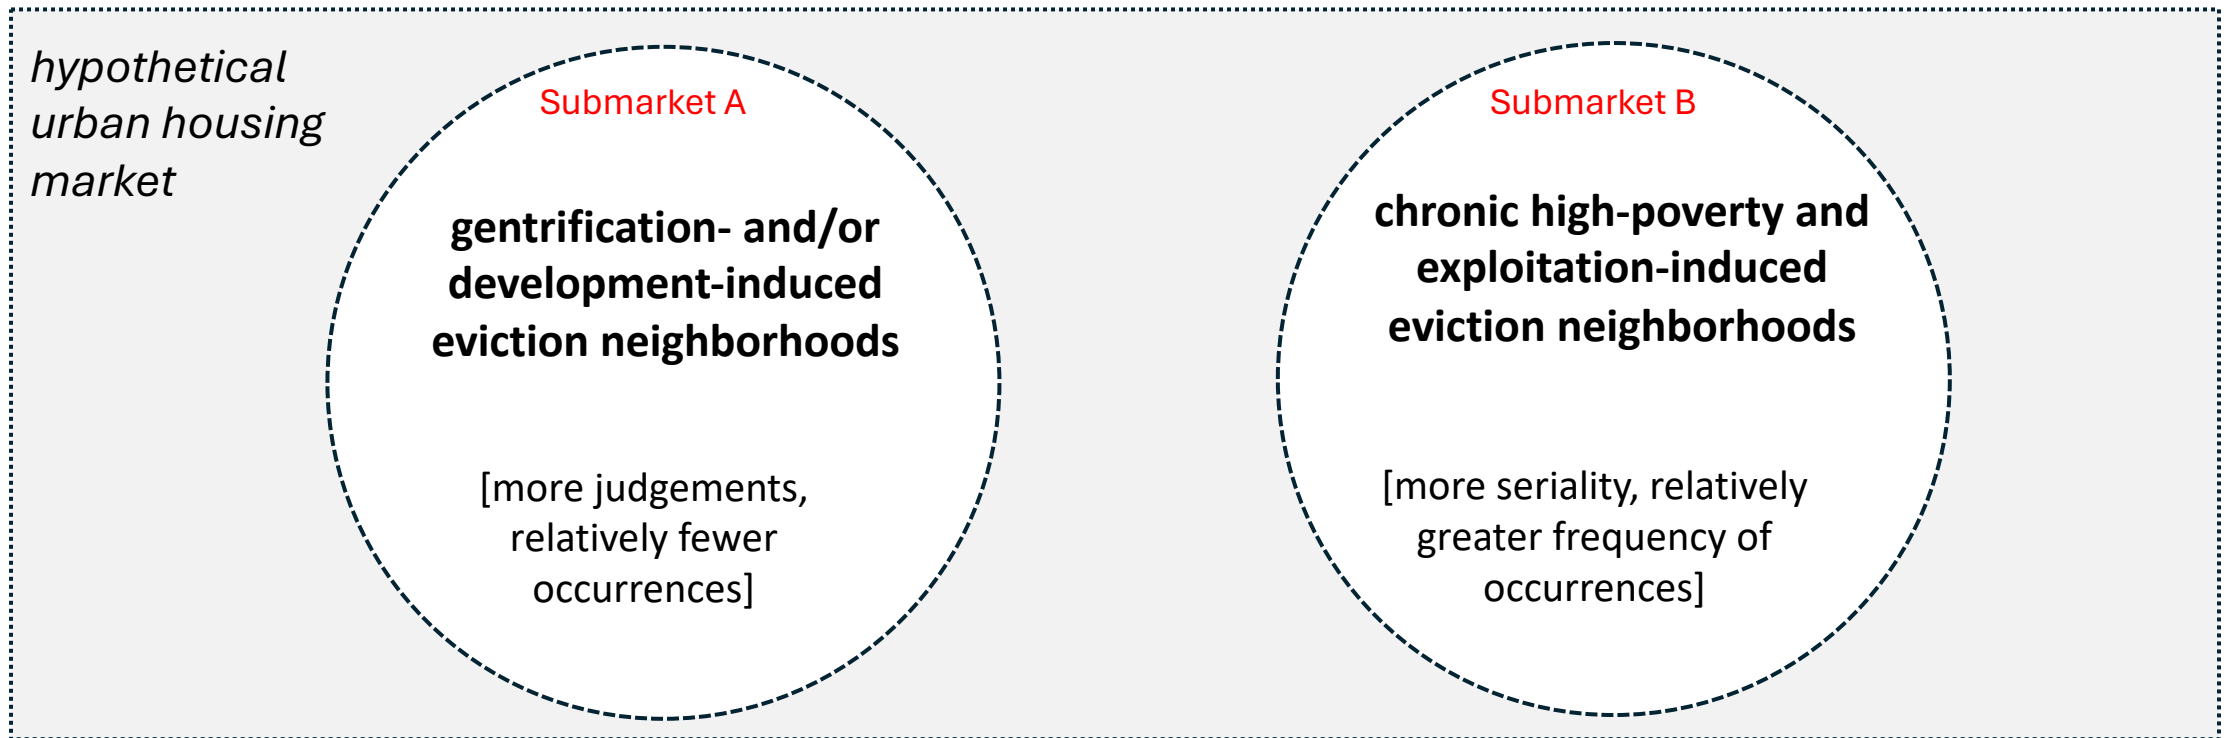 hypothetical
urban housing
market
Submarket A
gentrification- and/or
development-induced
eviction neighborhoods
[more judgements,
relatively fewer
occurrences]
Submarket B
chronic high-poverty and
exploitation-induced
eviction neighborhoods
[more seriality, relatively
greater frequency of
occurrences]